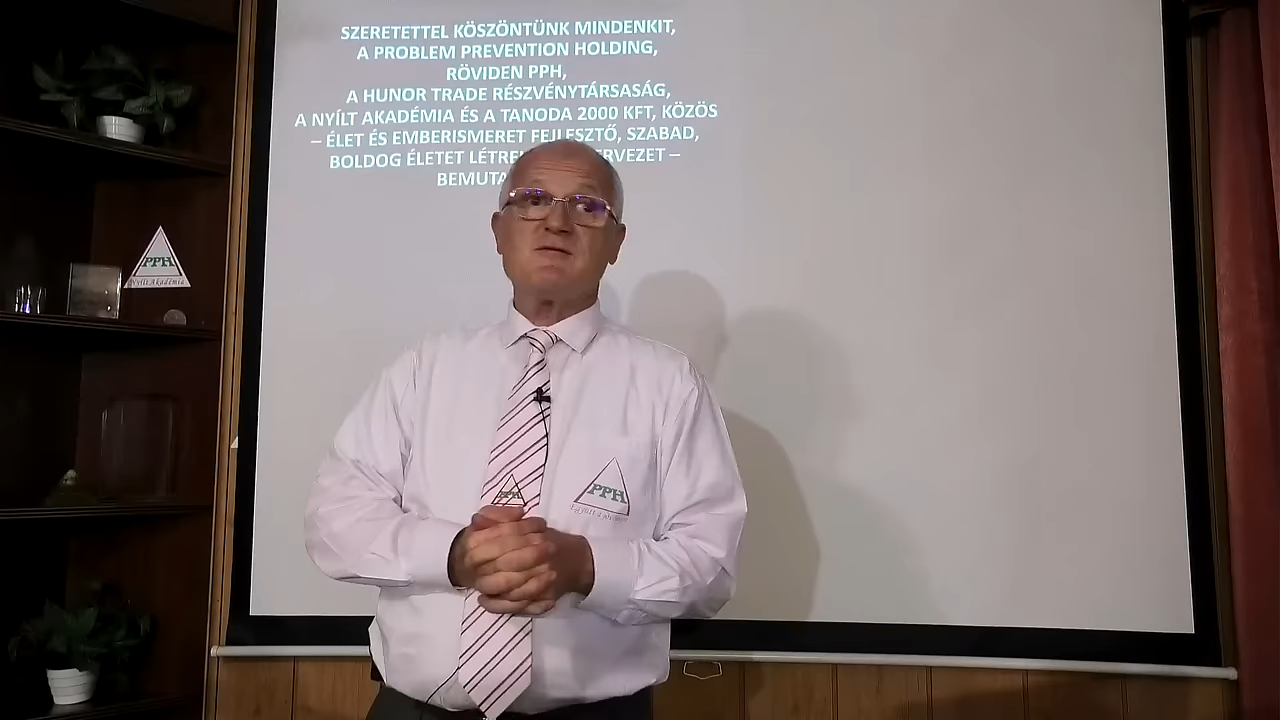 SZERETETTEL KÖSZÖNTÜNK MINDENKIT,
A PROBLEM PREVENTION HOLDING,
RÖVIDEN PPH,
A HUNOR TRADE RÉSZVÉNYTÁRSASÁG,
A NYÍLT AKADÉMIA ÉS A TANODA 2000 KFT, KÖZÖS
– ÉLET ÉS EMBERISMERET FEJLESZTŐ, SZABAD,
BOLDOG ÉLETET
PPH
Nyílt Akadémia
PPH
PPH